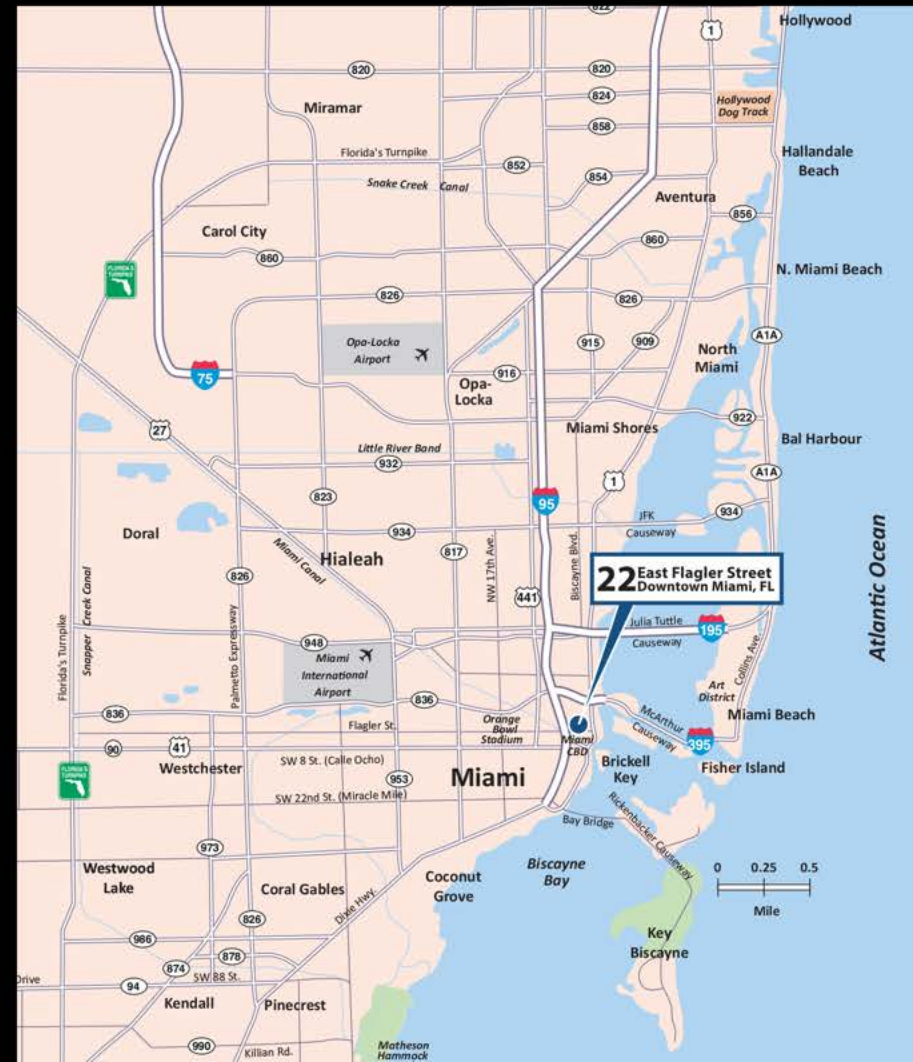 822
Hollywood
1
820
820
824
Hollywood
Dog Track
Miramar
858
Florida's Turnpike
852
Hallandale
Beach
Snake Creek Canal
854
Aventura
856
Carol City
860
860
FLORIDA'S
TURNPIKE
N. Miami Beach
826
826
A1A
Opa-Locka
Airport
915
909
North
Miami
75
916
Opa-
Locka
922
27
Miami Shores
Bal Harbour
Little River Band
932
A1A
1
823
95
934
JFK
Causeway
Doral
934
Miami Canal
Hialeah
817
NW 17th Ave.
Biscayne Blvd.
Atlantic Ocean
826
22 East Flagler Street
Downtown Miami, FL
441
Florida's Turnpike
Snapper Creek Canal
Palmetto Expressway
948
Julia Tuttle
Causeway
195
Miami
International
Airport
Collins Ave.
Art
District
836
836
Flagler St.
Orange
Bowl
Stadium
McArthur
Causeway
Miami Beach
Miami
CBD
395
90
41
Westchester
SW 8 St. (Calle Ocho)
Brickell
Key
Fisher Island
FLORIDA'S
TURNPIKE
953
Miami
SW 22nd St. (Miracle Mile)
Bay Bridge
Rickenbacker Causeway
973
Westwood
Lake
Coral Gables
Coconut
Grove
Biscayne
Bay
0 0.25 0.5
Mile
826
Dixie Hwy.
Key
Biscayne
986
878
874
SW 88 St.
Drive
94
Kendall
Pinecrest
990
Killian Rd.
Matheson
Hammock